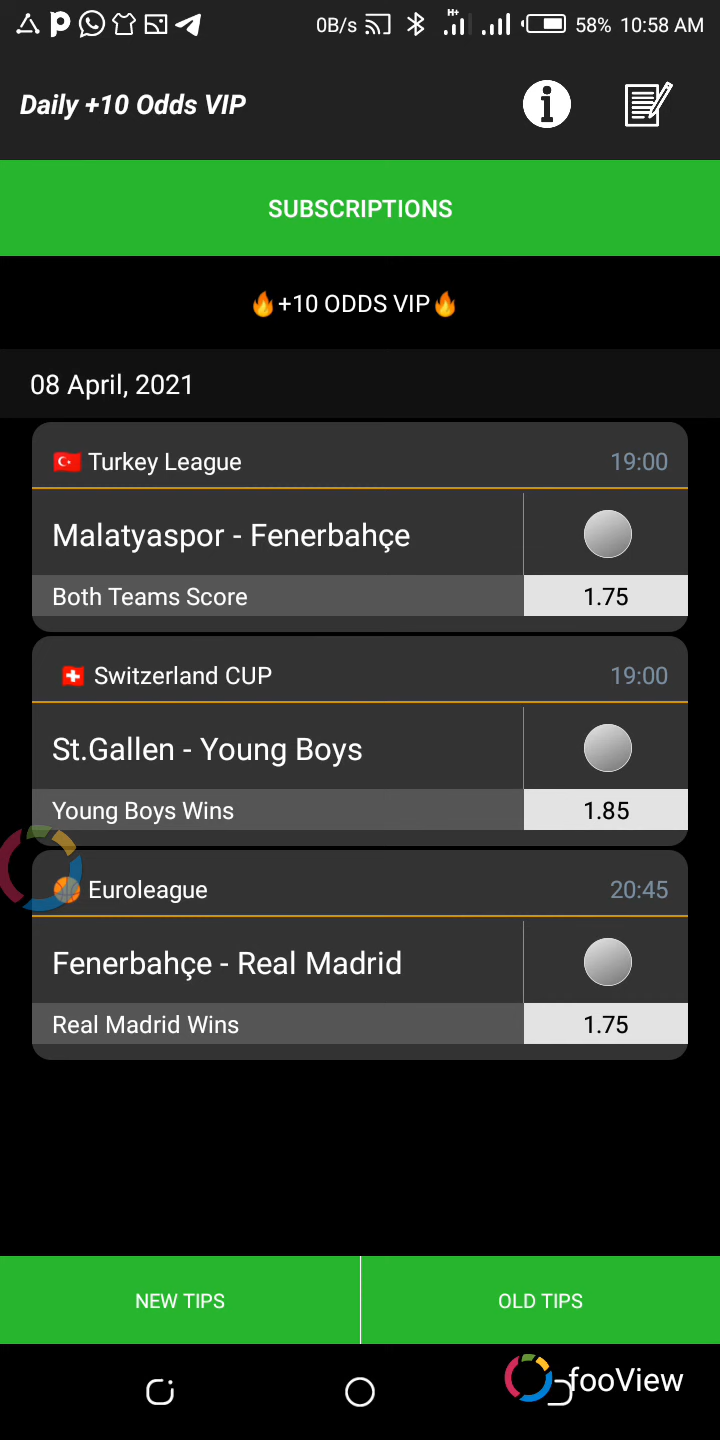 0B/s H+ 58% 10:58 AM
Daily +10 Odds VIP
SUBSCRIPTIONS
🔥+10 ODDS VIP🔥
08 April, 2021
Turkey League 19:00
Malatyaspor - Fenerbahçe
Both Teams Score 1.75
Switzerland CUP 19:00
St.Gallen - Young Boys
Young Boys Wins 1.85
Euroleague 20:45
Fenerbahçe - Real Madrid
Real Madrid Wins 1.75
NEW TIPS OLD TIPS
fooView